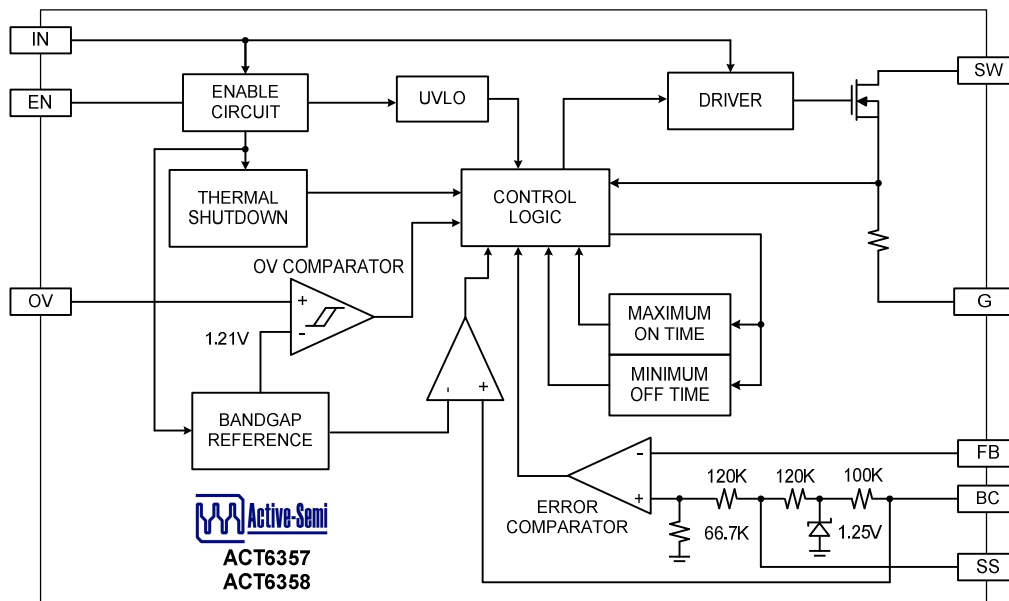 IN
SW
EN
ENABLE
CIRCUIT
UVLO
DRIVER
THERMAL
SHUTDOWN
CONTROL
LOGIC
OV COMPARATOR
OV
+
-
1.21V
G
MAXIMUM
ON TIME
MINIMUM
OFF TIME
-
+
BANDGAP
REFERENCE
FB
-
+
120K
120K
100K
BC
ERROR
COMPARATOR
66.7K
1.25V
SS
Active-Semi
ACT6357
ACT6358